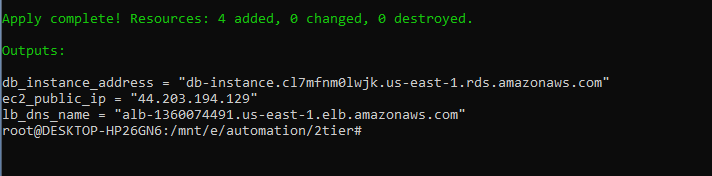 Apply complete! Resources: 4 added, 0 changed, 0 destroyed.
Outputs:
db_instance_address = "db-instance.cl7mfnm0lwjk.us-east-1.rds.amazonaws.com"
ec2_public_ip = "44.203.194.129"
lb_dns_name = "alb-1360074491.us-east-1.elb.amazonaws.com"
root@DESKTOP-HP26GN6:/mnt/e/automation/2tier#